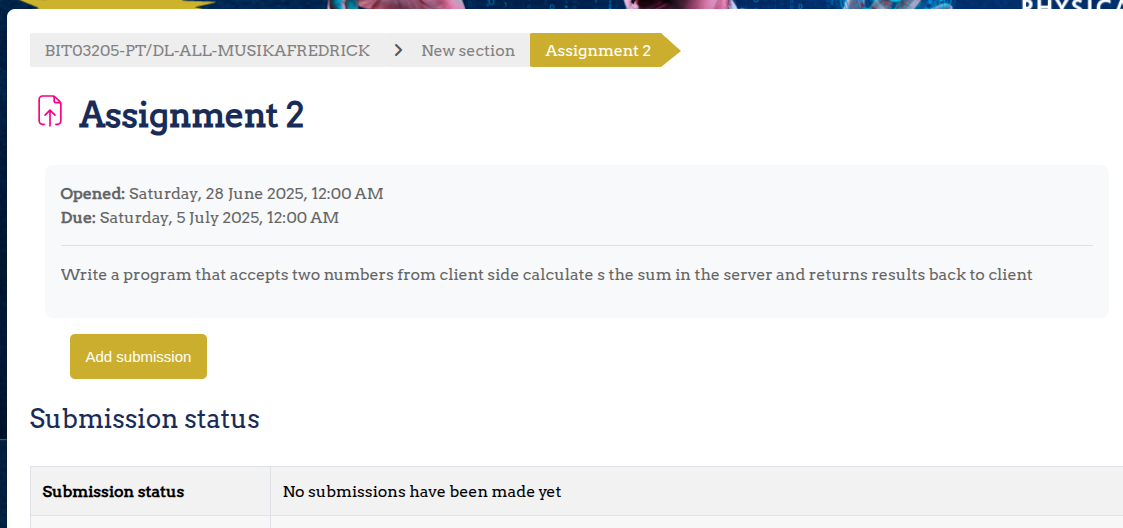 BIT03205-PT/DL-ALL-MUSIKAFREDRICK > New section Assignment 2
Assignment 2
Opened: Saturday, 28 June 2025, 12:00 AM
Due: Saturday, 5 July 2025, 12:00 AM
Write a program that accepts two numbers from client side calculate s the sum in the server and returns results back to client
Add submission
Submission status
Submission status No submissions have been made yet